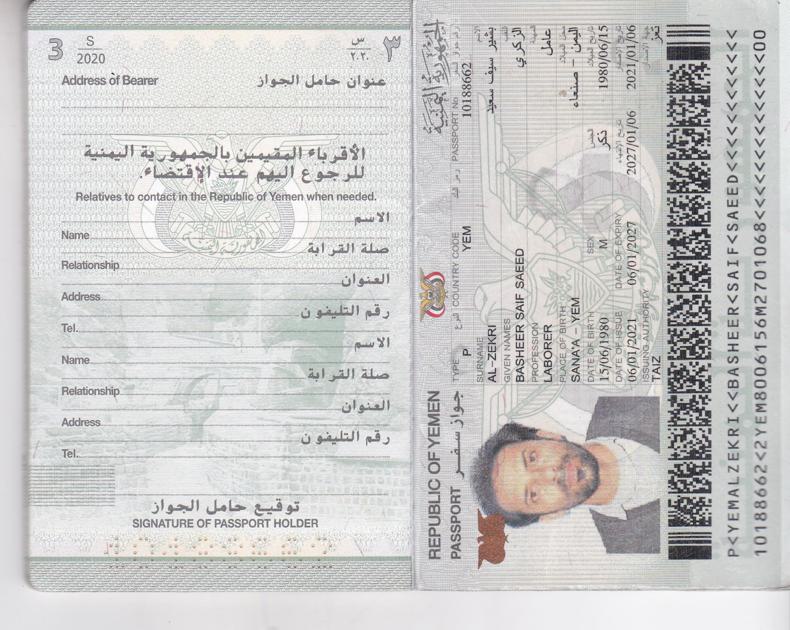 3
S
2020
س
٢٠٢٠
٣
Address of Bearer
عنوان حامل الجواز
الأقرباء المقيمين بالجمهورية اليمنية
للرجوع اليهم عند الإقتضاء.
Relatives to contact in the Republic of Yemen when needed.
Name الاسم
Relationship صلة القرابة
Address العنوان
Tel. رقم التليفون
Name الاسم
Relationship صلة القرابة
Address العنوان
Tel. رقم التليفون
توقيع حامل الجواز
SIGNATURE OF PASSPORT HOLDER
REPUBLIC OF YEMEN الجمهورية اليمنية
PASSPORT جواز سفر
TYPE النوع COUNTRY CODE رمز البلد PASSPORT No رقم جواز السفر
P YEM 10188662
SURNAME الاسم
AL-ZEKRI بشير سيف سعيد
GIVEN NAMES اللقب
BASHEER SAIF SAEED الزكري
PROFESSION المهنة
LABORER عامل
PLACE OF BIRTH محل الميلاد
SANA'A - YEM اليمن - صنعاء
DATE OF BIRTH SEX الجنس تاريخ الميلاد
15/06/1980 M ذكر 1980/06/15
DATE OF ISSUE DATE OF EXPIRY تاريخ الانتهاء تاريخ الاصدار
06/01/2021 06/01/2027 2027/01/06 2021/01/06
ISSUING AUTHORITY جهة الاصدار
TAIZ تعز
P<YEMALZEKRI<<BASHEER<SAIF<SAEED<<<<<<<<<<<<
10188662<2YEM8006156M2701068<<<<<<<<<<<<<<00